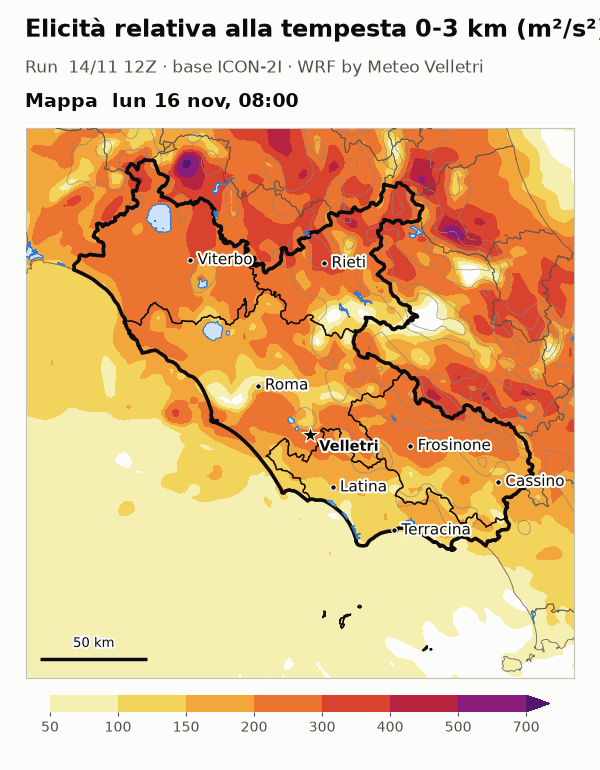 Elicità relativa alla tempesta 0-3 km (m²/s²)
Run 14/11 12Z · base ICON-2I · WRF by Meteo Velletri
Mappa lun 16 nov, 08:00
Viterbo
Rieti
Roma
Velletri
Frosinone
Cassino
Latina
Terracina
50 km
50 100 150 200 300 400 500 700